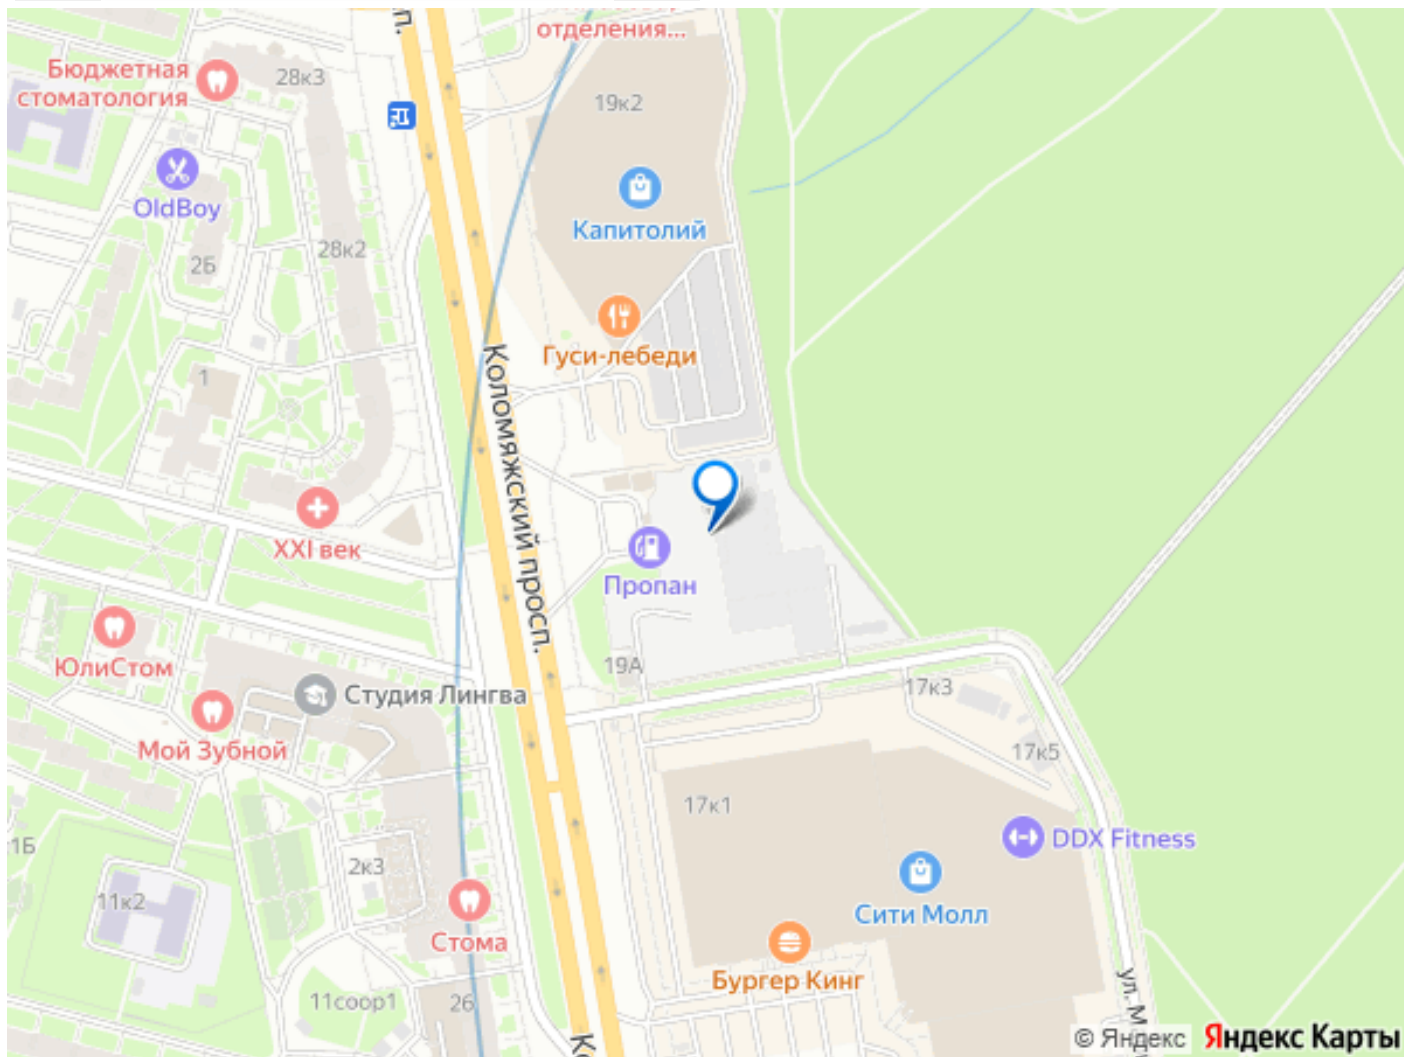 отделения...
Бюджетная
стоматология
28к3
19к2
OldBoy
Капитолий
2Б
28к2
Гуси-лебеди
1
Коломяжский просп.
XXI век
Пропан
ЮлиСтом
19А
Студия Лингва
17к3
Мой Зубной
17к5
17к1
1Б
DDX Fitness
2к3
11к2
Сити Молл
Стома
Бургер Кинг
11соор1
26
ул. М
© Яндекс
Яндекс Карты